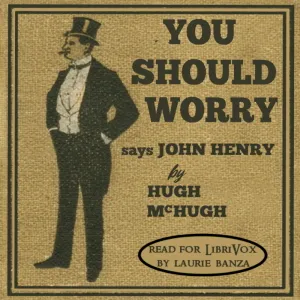 YOU
SHOULD
WORRY
says JOHN HENRY
by
HUGH
McHUGH
READ FOR LIBRIVOX
BY LAURIE BANZA